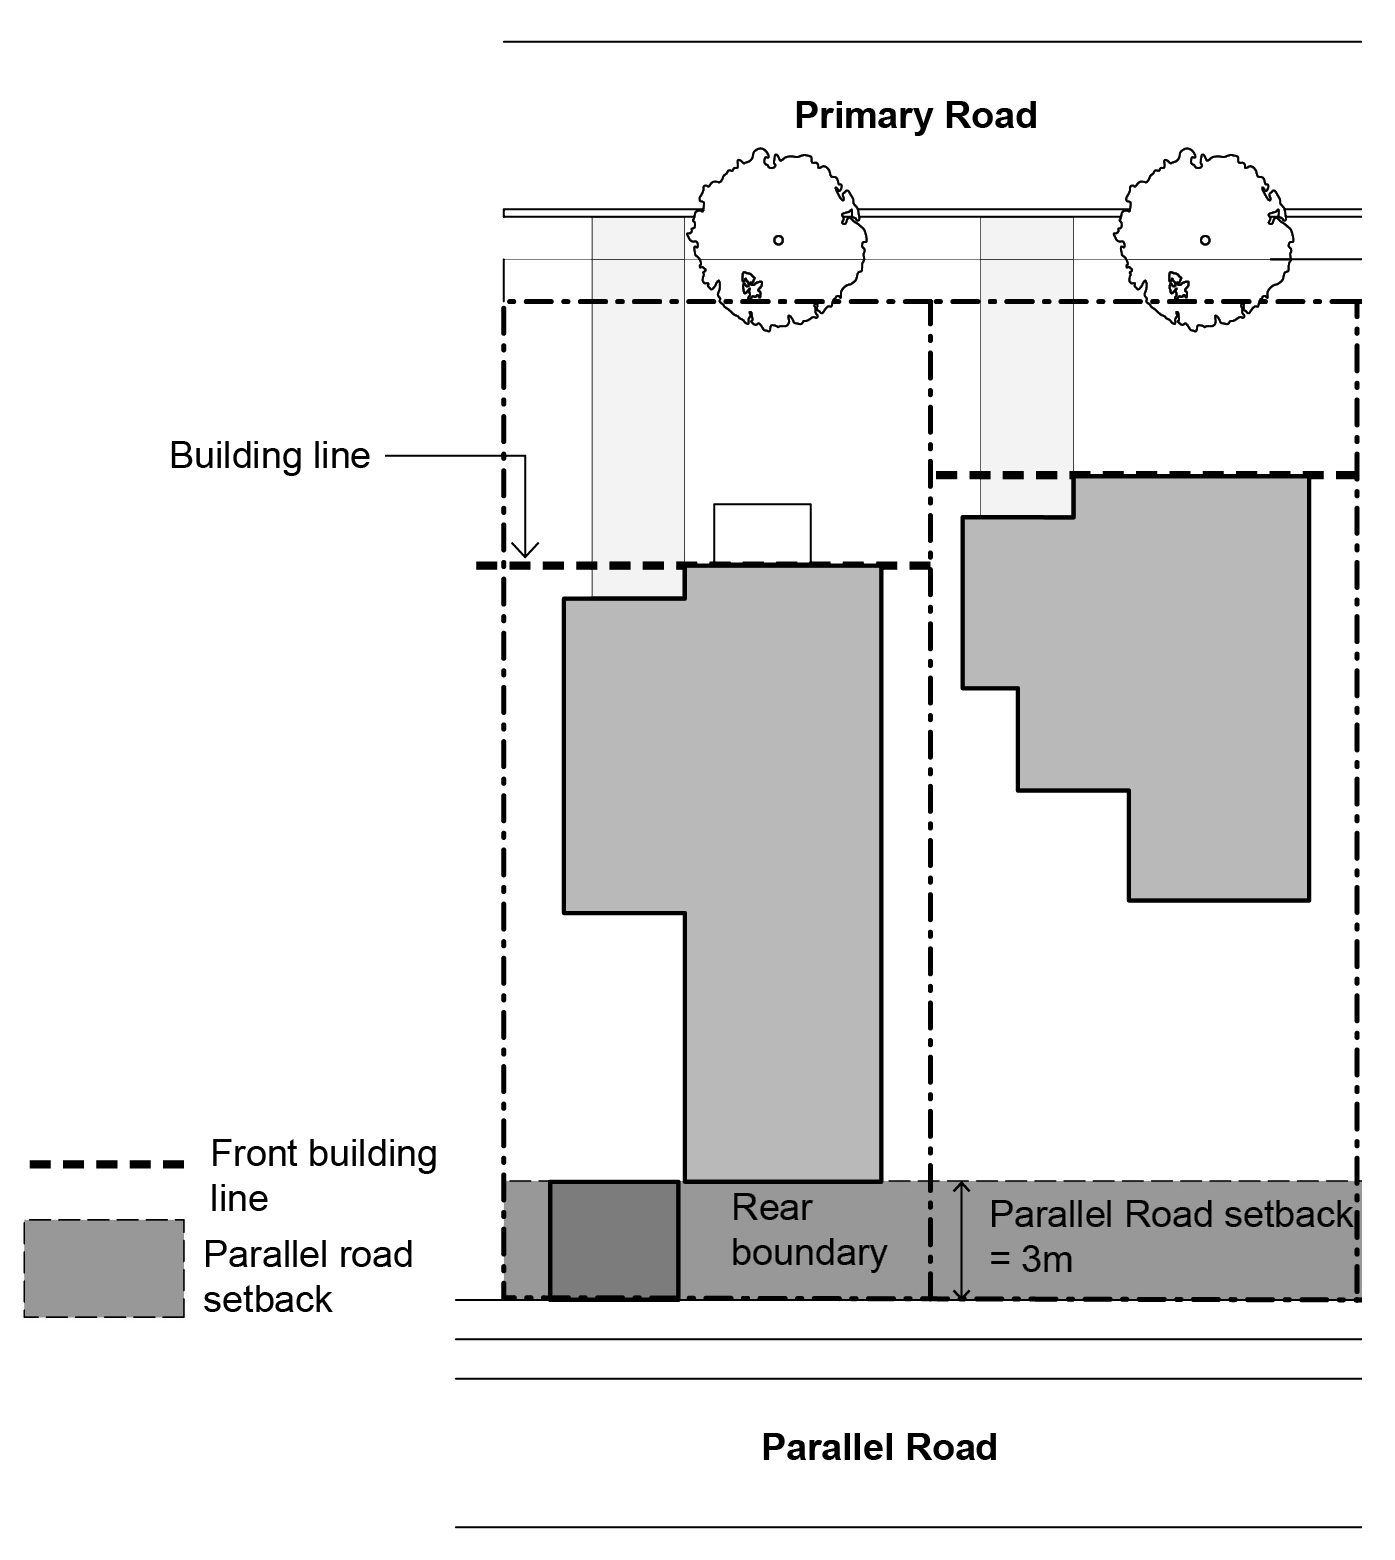 Primary Road
Building line
Front building
line
Parallel road
setback
Rear
boundary
Parallel Road setback
= 3m
Parallel Road